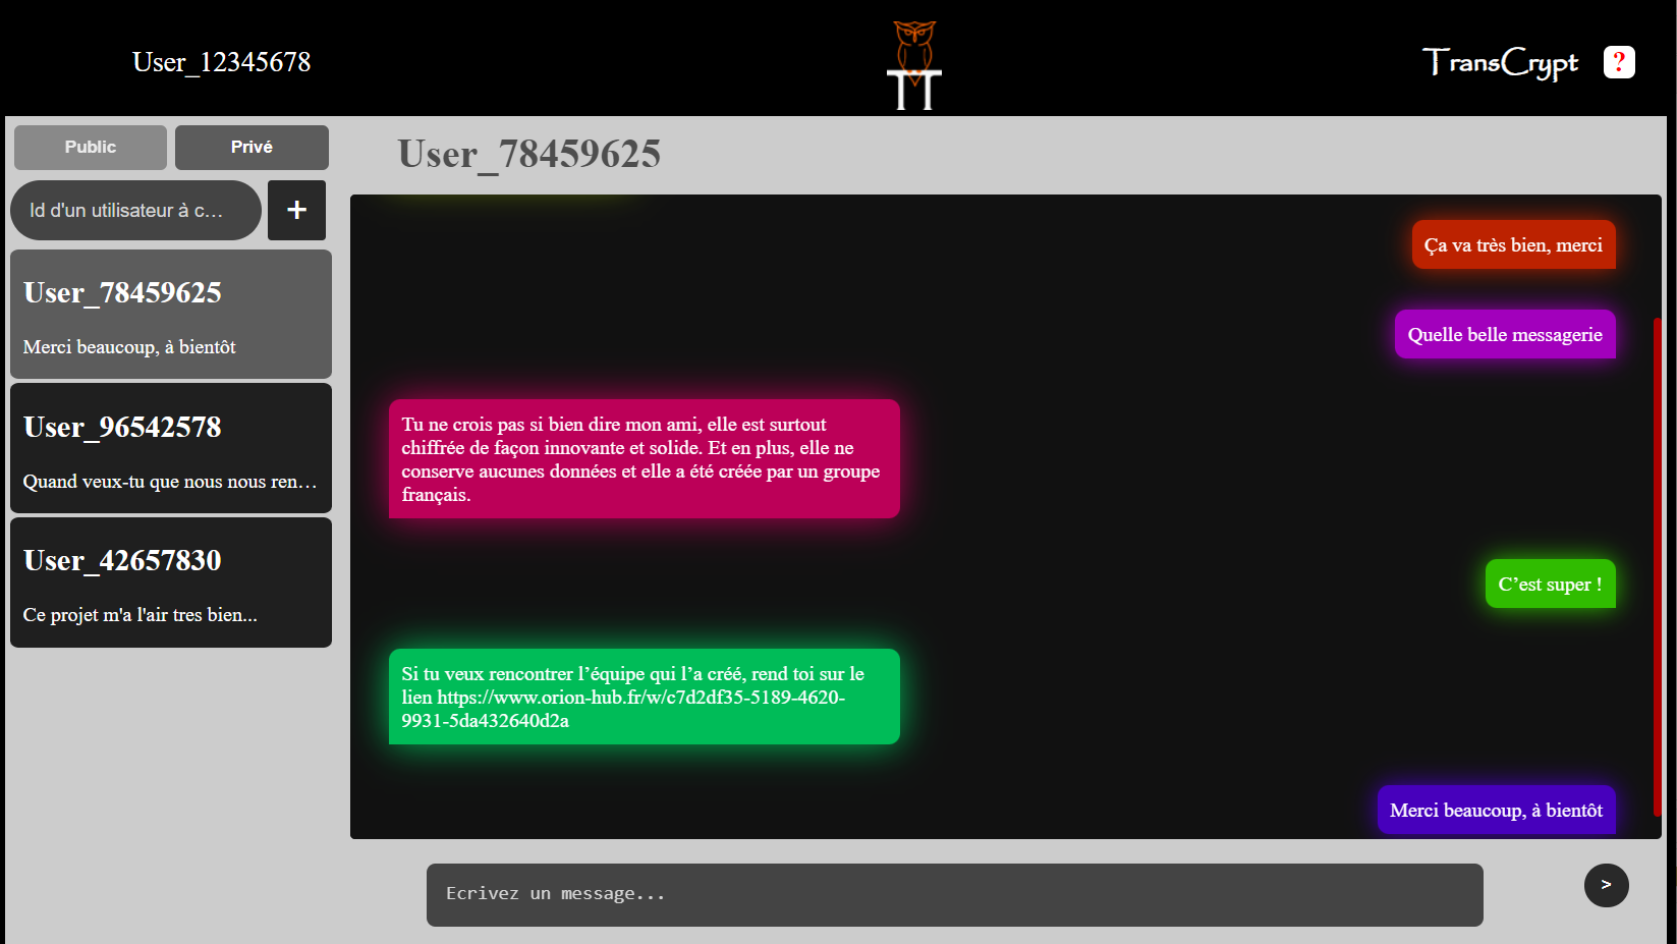 User_12345678
TransCrypt
?
Public
Privé
Id d'un utilisateur à c...
+
User_78459625
Merci beaucoup, à bientôt
User_96542578
Quand veux-tu que nous nous ren...
User_42657830
Ce projet m'a l'air tres bien...
User_78459625
Ça va très bien, merci
Quelle belle messagerie
Tu ne crois pas si bien dire mon ami, elle est surtout
chiffrée de façon innovante et solide. Et en plus, elle ne
conserve aucunes données et elle a été créée par un groupe
français.
C’est super !
Si tu veux rencontrer l’équipe qui l’a créé, rend toi sur le
lien https://www.orion-hub.fr/w/c7d2df35-5189-4620-
9931-5da432640d2a
Merci beaucoup, à bientôt
Ecrivez un message...
>